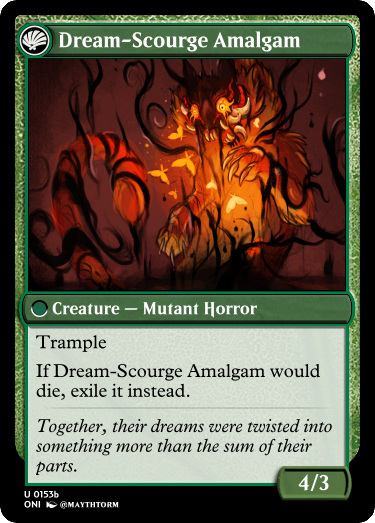 Dream-Scourge Amalgam
Creature — Mutant Horror
Trample
If Dream-Scourge Amalgam would
die, exile it instead.
Together, their dreams were twisted into
something more than the sum of their
parts.
4/3
U 0153b
ONI @MAYTHTORM